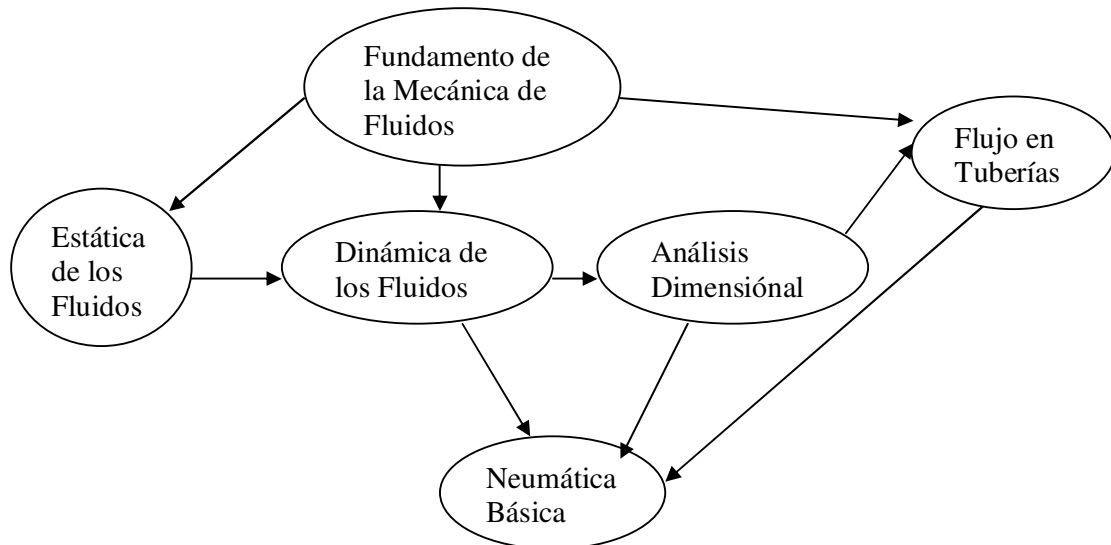 Fundamento de
la Mecánica de
Fluidos
Flujo en
Tuberías
Estática
de los
Fluidos
Dinámica de
los Fluidos
Análisis
Dimensiónal
Neumática
Básica